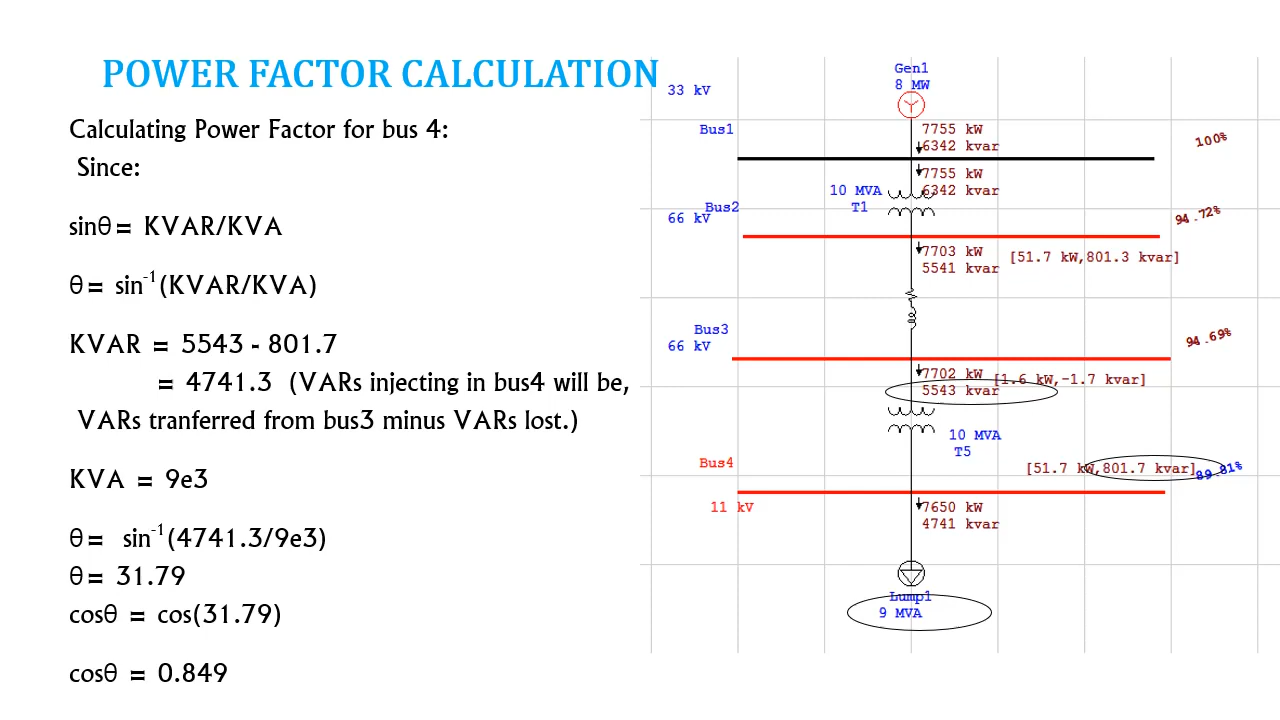 POWER FACTOR CALCULATION
Calculating Power Factor for bus 4:
Since:
sinθ = KVAR/KVA
θ = sin-1(KVAR/KVA)
KVAR = 5543 - 801.7
= 4741.3 (VARs injecting in bus4 will be,
VARs tranferred from bus3 minus VARs lost.)
KVA = 9e3
θ = sin-1(4741.3/9e3)
θ = 31.79
cosθ = cos(31.79)
cosθ = 0.849
Gen1
8 MW
33 kV
Bus1
7755 kW
6342 kvar
100%
7755 kW
6342 kvar
10 MVA
T1
Bus2
66 kV
94.72%
7703 kW
5541 kvar
[51.7 kW,801.3 kvar]
Bus3
66 kV
94.69%
7702 kW
5543 kvar
[1.6 kW,-1.7 kvar]
10 MVA
T5
Bus4
[51.7 kW,801.7 kvar]
89.81%
11 kV
7650 kW
4741 kvar
Lump1
9 MVA